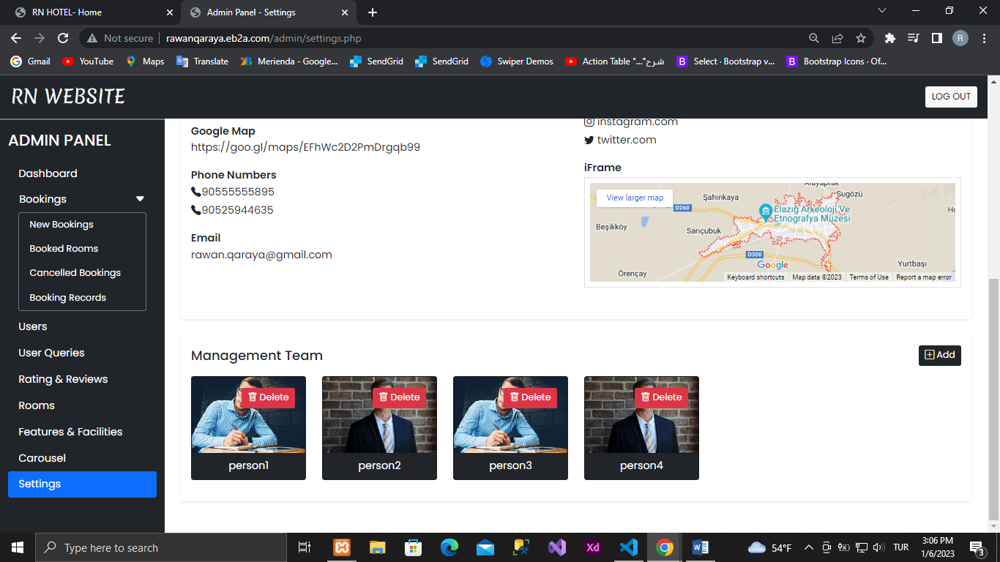 RN HOTEL- Home
Admin Panel - Settings
Not secure
rawanqaraya.eb2a.com/admin/settings.php
R
Gmail
YouTube
Maps
Translate
Merienda - Google...
SendGrid
SendGrid
Swiper Demos
Action Table "..."شرح
Select · Bootstrap v...
Bootstrap Icons · Of...
RN WEBSITE
LOG OUT
ADMIN PANEL
Dashboard
Bookings
New Bookings
Booked Rooms
Cancelled Bookings
Booking Records
Users
User Queries
Rating & Reviews
Rooms
Features & Facilities
Carousel
Settings
Google Map
https://goo.gl/maps/EFhWc2D2PmDrgqb99
Phone Numbers
90555555895
90525944635
Email
rawan.qaraya@gmail.com
instagram.com
twitter.com
iFrame
View larger map
Alayaprak
Sugözü
Şahinkaya
D260
Elazığ Arkeoloji Ve
Etnografya Müzesi
Beşikköy
Sarıçubuk
D300
Google
Yurtbaşı
Örençay
Keyboard shortcuts
Map data ©2023
Terms of Use
Report a map error
Management Team
Add
Delete
Delete
Delete
Delete
person1
person2
person3
person4
Type here to search
Xd
54°F
TUR
3:06 PM
1/6/2023
3